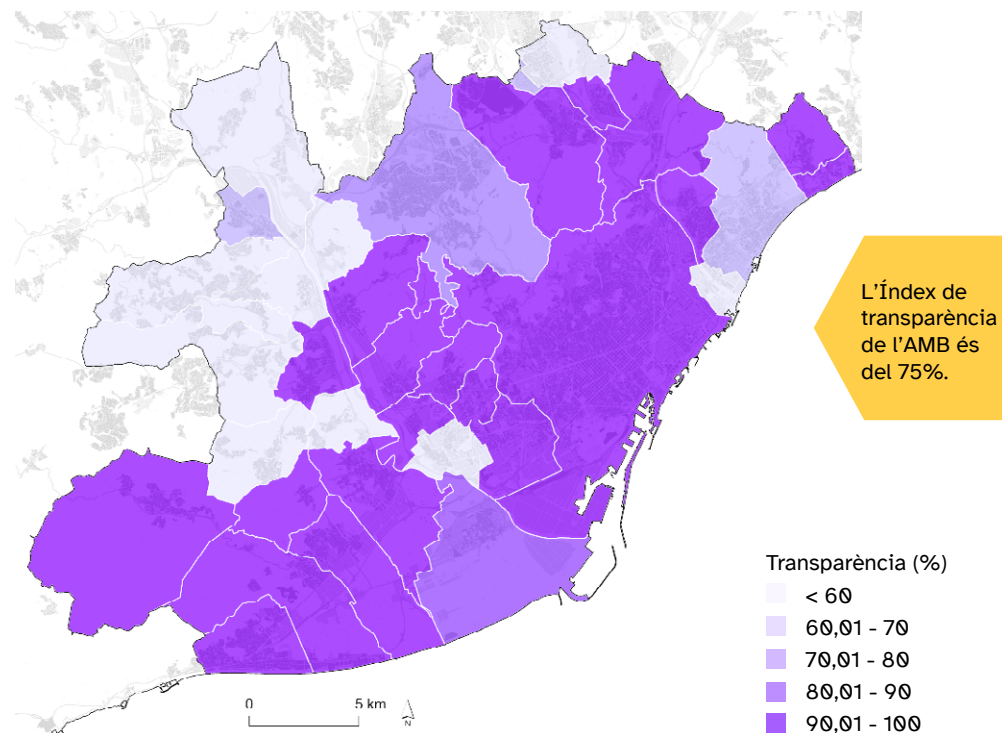 L’Índex de
transparència
de l’AMB és
del 75%.
Transparència (%)
< 60
60,01 - 70
70,01 - 80
80,01 - 90
90,01 - 100
0 5 km
N